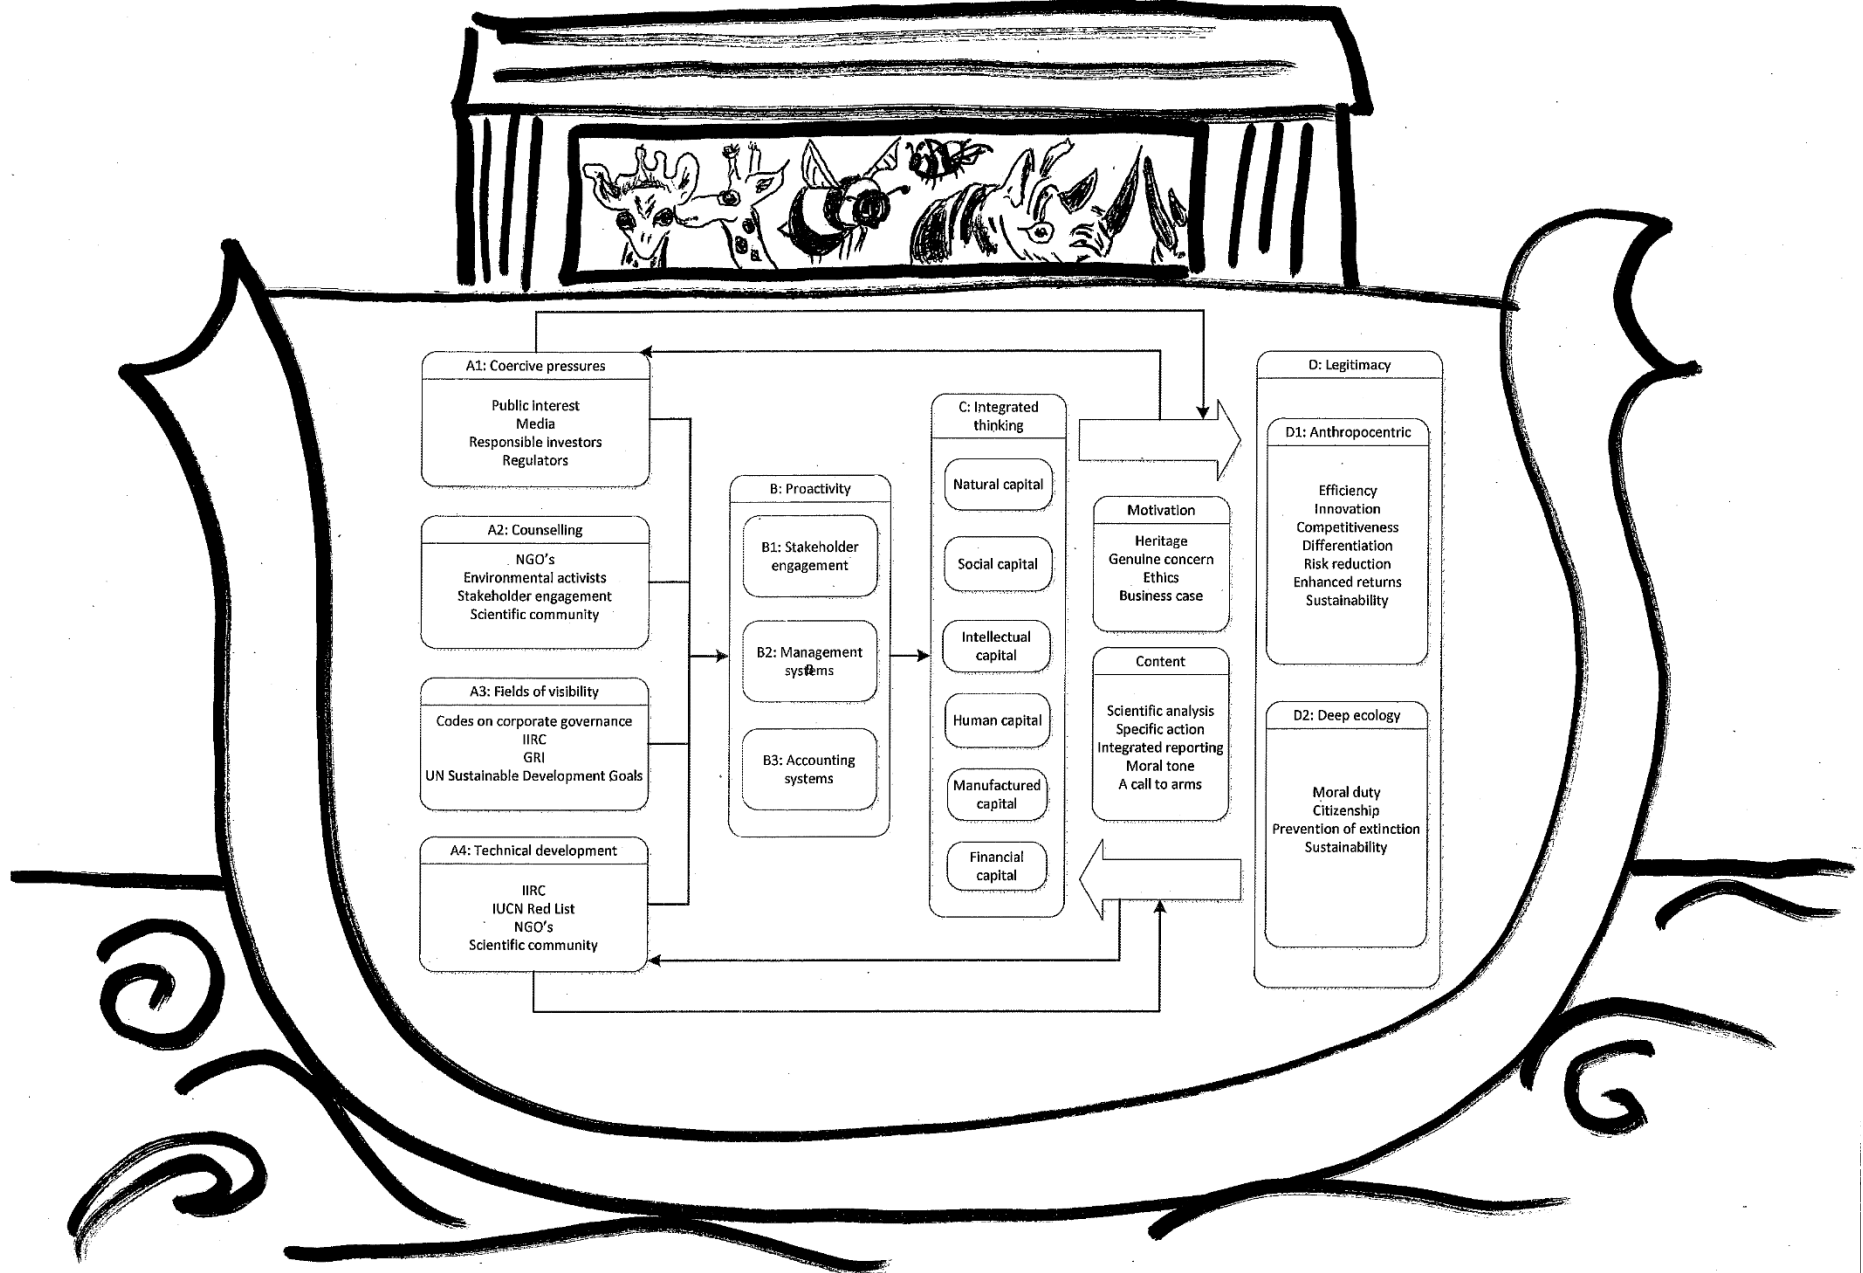 A1: Coercive pressures
Public interest
Media
Responsible investors
Regulators
A2: Counselling
NGO's
Environmental activists
Stakeholder engagement
Scientific community
A3: Fields of visibility
Codes on corporate governance
IIRC
GRI
UN Sustainable Development Goals
A4: Technical development
IIRC
IUCN Red List
NGO's
Scientific community
B: Proactivity
B1: Stakeholder
engagement
B2: Management
systems
B3: Accounting
systems
C: Integrated
thinking
Natural capital
Social capital
Intellectual
capital
Human capital
Manufactured
capital
Financial
capital
Motivation
Heritage
Genuine concern
Ethics
Business case
Content
Scientific analysis
Specific action
Integrated reporting
Moral tone
A call to arms
D: Legitimacy
D1: Anthropocentric
Efficiency
Innovation
Competitiveness
Differentiation
Risk reduction
Enhanced returns
Sustainability
D2: Deep ecology
Moral duty
Citizenship
Prevention of extinction
Sustainability